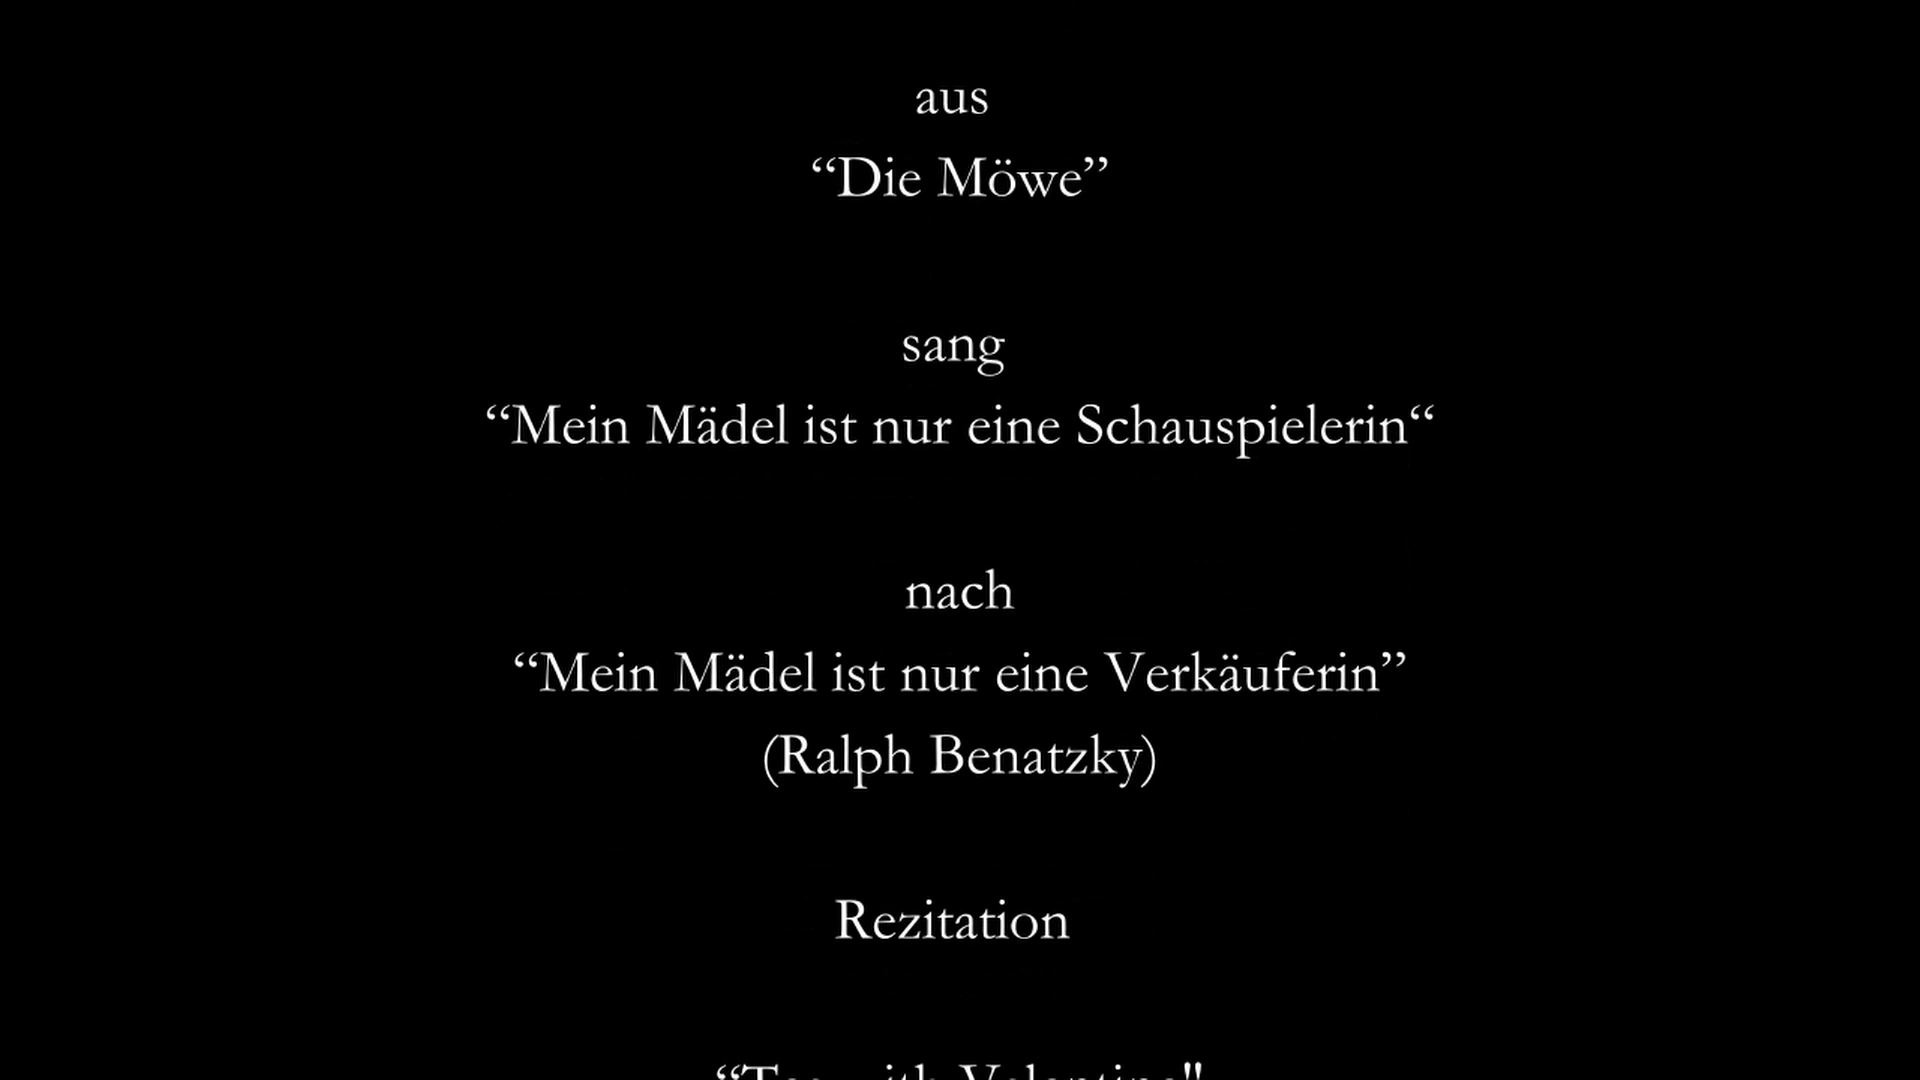 aus
“Die Möwe”
sang
“Mein Mädel ist nur eine Schauspielerin“
nach
“Mein Mädel ist nur eine Verkäuferin”
(Ralph Benatzky)
Rezitation